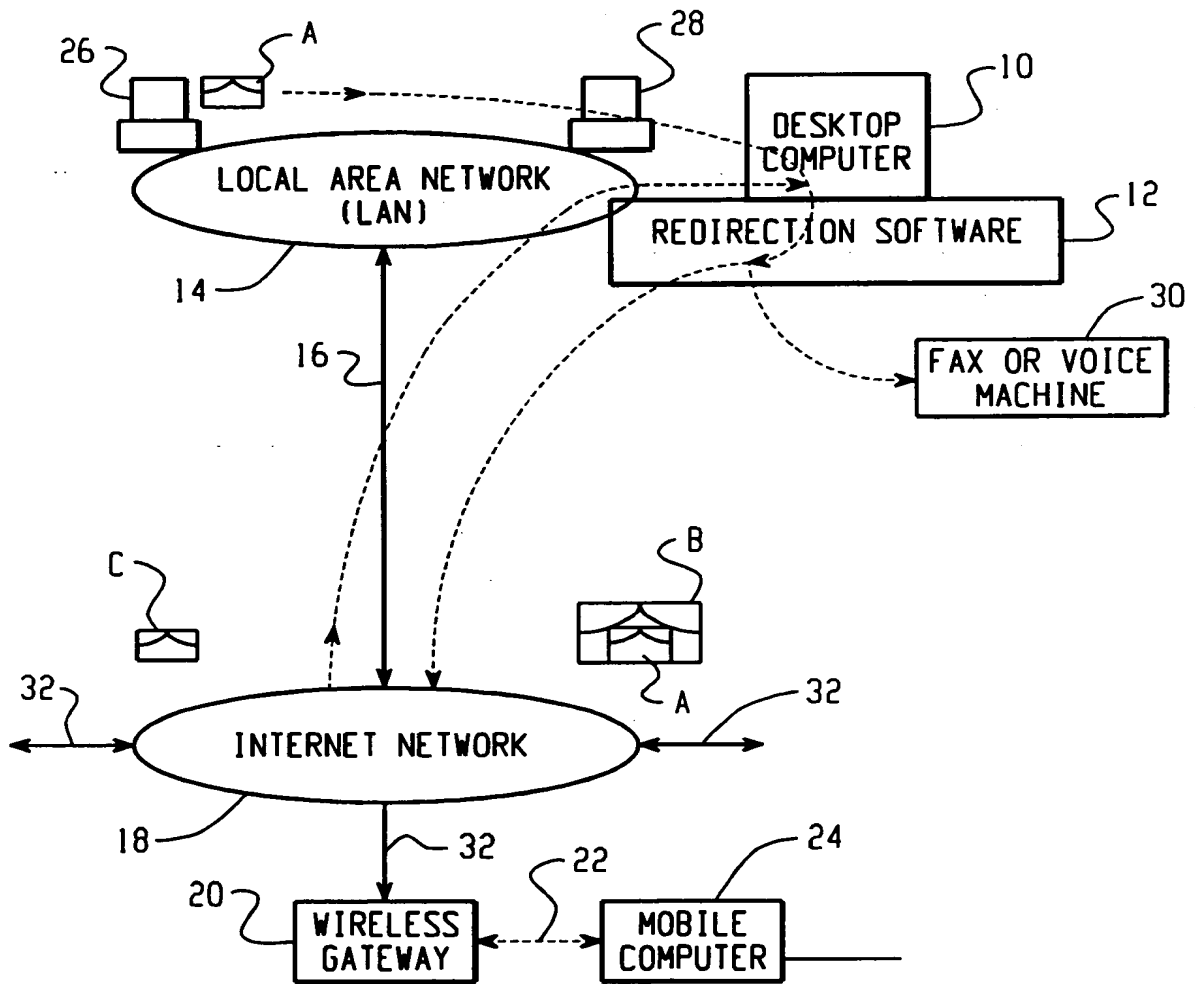 26
A
28
10
DESKTOP
COMPUTER
LOCAL AREA NETWORK
(LAN)
12
REDIRECTION SOFTWARE
14
30
16
FAX OR VOICE
MACHINE
C
B
A
32
32
INTERNET NETWORK
18
32
22
24
20
WIRELESS
GATEWAY
MOBILE
COMPUTER